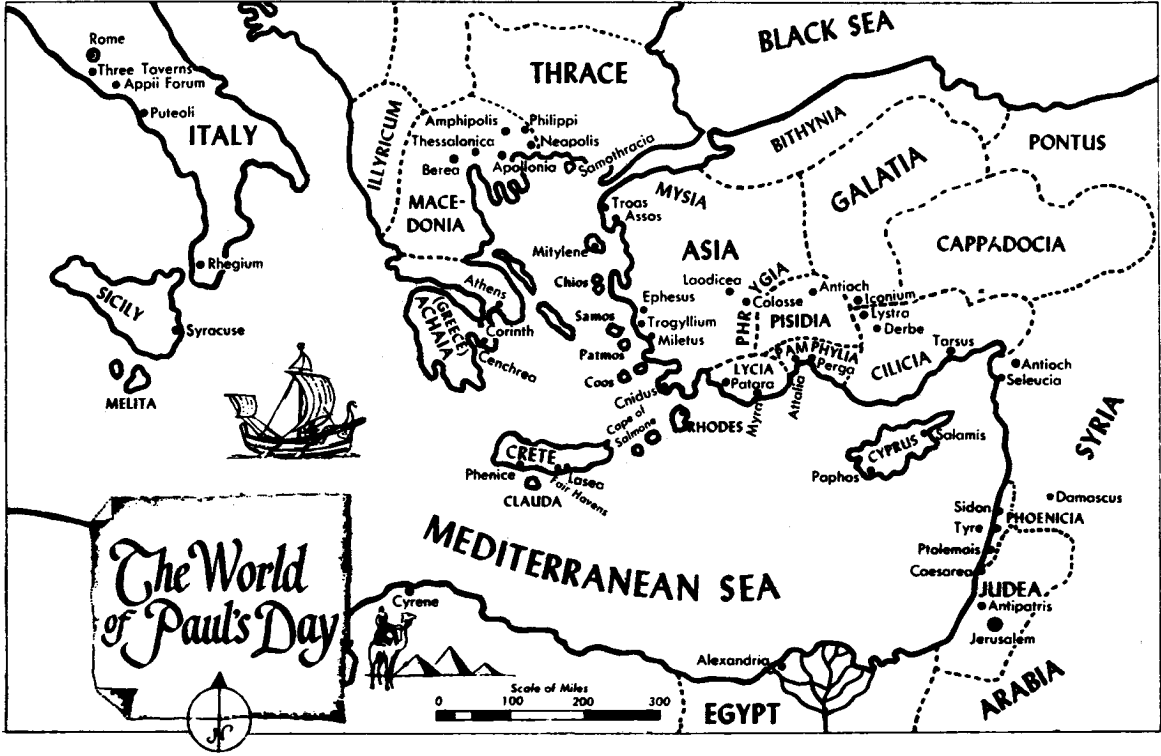 BLACK SEA
Rome
Three Taverns
Appii Forum
Puteoli
ITALY
THRACE
ILLYRICUM
Amphipolis
Philippi
Thessalonica
Neapolis
Berea
Apollonia
Samothracia
MACE-
DONIA
BITHYNIA
PONTUS
GALATIA
MYSIA
Troas
Assos
CAPPADOCIA
ASIA
Mitylene
Rhegium
SICILY
Syracuse
MELITA
Athens
(GREECE)
ACHAIA
Corinth
Cenchrea
Chios
Laodicea
PHRYGIA
Colosse
Antioch
Iconium
Lystra
Derbe
PISIDIA
Ephesus
Samos
Trogyllium
Miletus
Patmos
Coos
Cnidus
PAMPHYLIA
Perga
LYCIA
Patara
Myra
Attalia
CILICIA
Tarsus
Antioch
Seleucia
SYRIA
Cape of
Salmone
RHODES
CRETE
Phenice
Lasea
Fair Havens
CLAUDA
CYPRUS
Salamis
Paphos
Damascus
Sidon
PHOENICIA
Tyre
Ptolemais
Caesarea
JUDEA
Antipatris
Jerusalem
MEDITERRANEAN SEA
The World
of Paul's Day
N
Cyrene
Alexandria
EGYPT
ARABIA
Scale of Miles
0 100 200 300